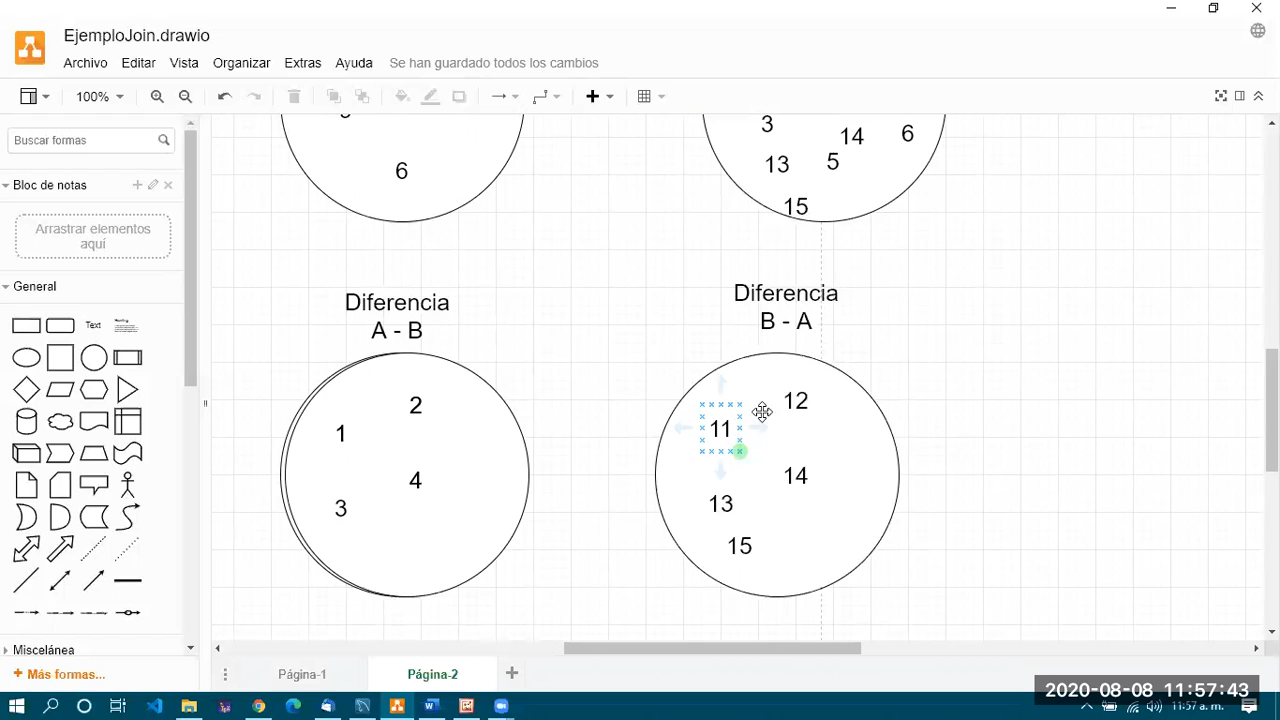 EjemploJoin.drawio
Archivo Editar Vista Organizar Extras Ayuda Se han guardado todos los cambios
100%
Buscar formas
Bloc de notas
Arrastrar elementos
aquí
General
Text
Miscelánea
+ Más formas...
6
3
14
6
13
5
15
Diferencia
A - B
2
1
4
3
Diferencia
B - A
12
11
14
13
15
Página-1
Página-2
2020-08-08 11:57:43
11:57 a. m.